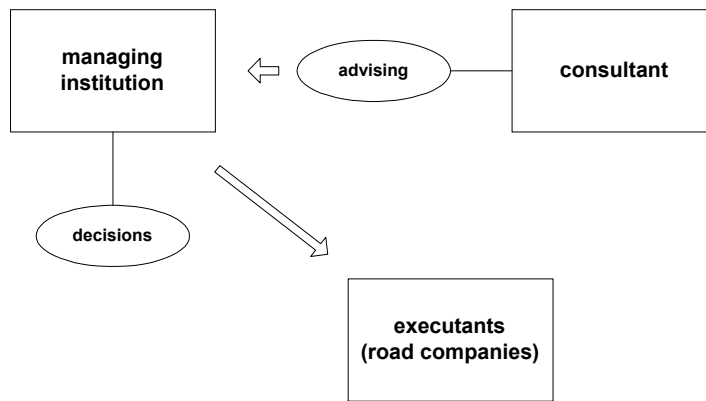 managing
institution
advising
consultant
decisions
executants
(road companies)